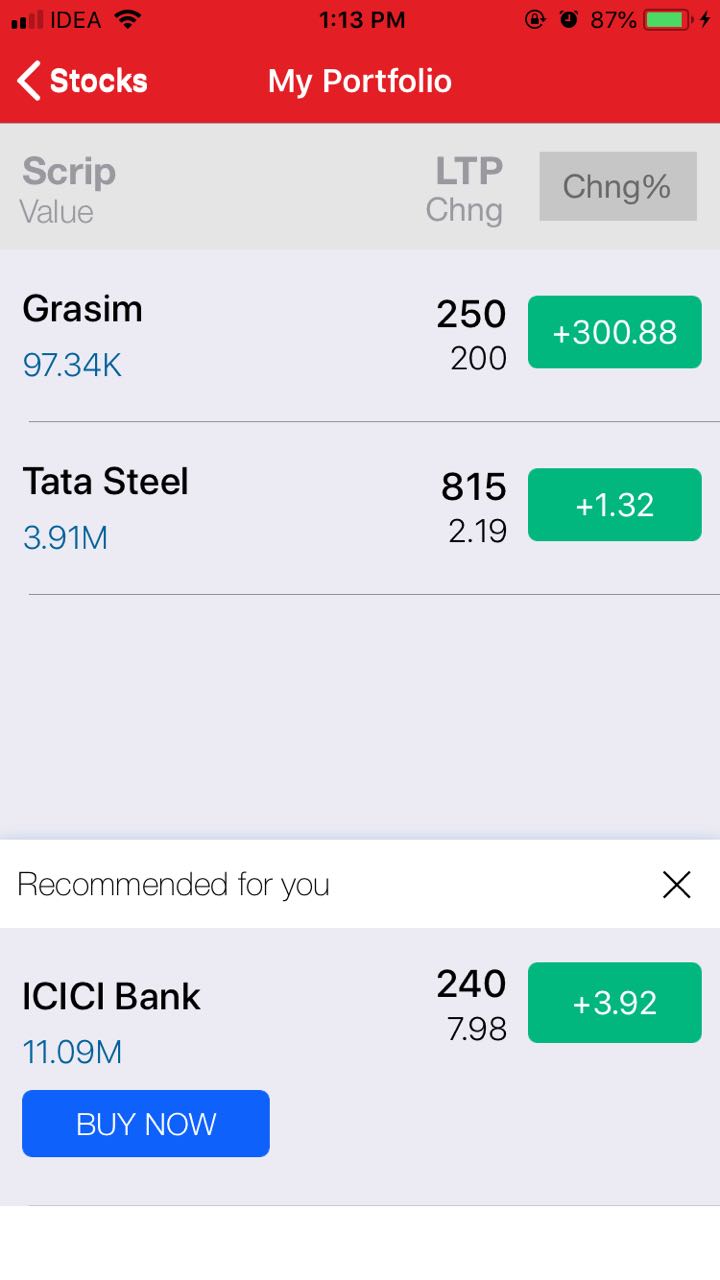 IDEA 1:13 PM 87%
Stocks My Portfolio
Scrip LTP Chng%
Value Chng
Grasim 250 +300.88
97.34K 200
Tata Steel 815 +1.32
3.91M 2.19
Recommended for you
ICICI Bank 240 +3.92
11.09M 7.98
BUY NOW